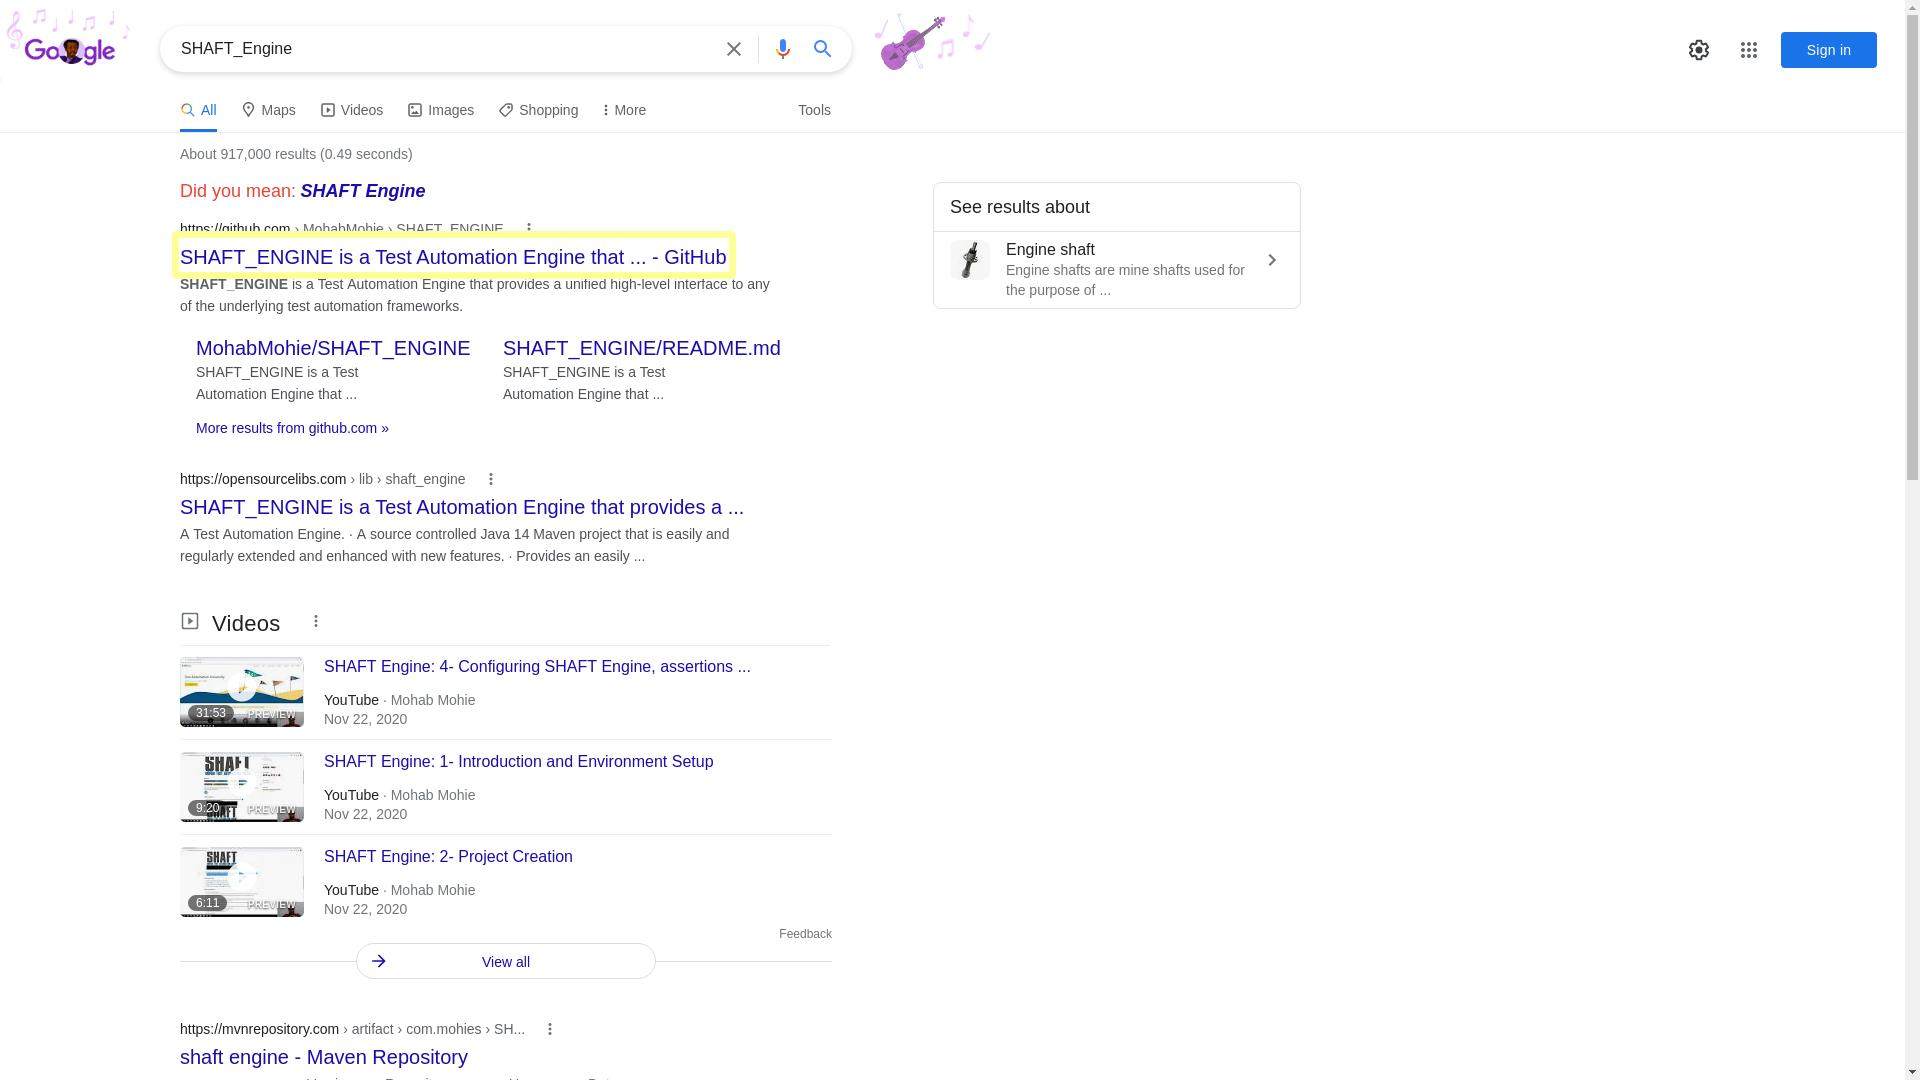 Google
SHAFT_Engine
Sign in
All
Maps
Videos
Images
Shopping
More
Tools
About 917,000 results (0.49 seconds)
Did you mean: SHAFT Engine
https://github.com › MohabMohie › SHAFT_ENGINE
SHAFT_ENGINE is a Test Automation Engine that ... - GitHub
SHAFT_ENGINE is a Test Automation Engine that provides a unified high-level interface to any
of the underlying test automation frameworks.
MohabMohie/SHAFT_ENGINE
SHAFT_ENGINE is a Test
Automation Engine that ...
SHAFT_ENGINE/README.md
SHAFT_ENGINE is a Test
Automation Engine that ...
More results from github.com »
https://opensourcelibs.com › lib › shaft_engine
SHAFT_ENGINE is a Test Automation Engine that provides a ...
A Test Automation Engine. · A source controlled Java 14 Maven project that is easily and
regularly extended and enhanced with new features. · Provides an easily ...
Videos
31:53
PREVIEW
SHAFT Engine: 4- Configuring SHAFT Engine, assertions ...
YouTube · Mohab Mohie
Nov 22, 2020
SHAFT
9:20
PREVIEW
SHAFT Engine: 1- Introduction and Environment Setup
YouTube · Mohab Mohie
Nov 22, 2020
SHAFT
6:11
PREVIEW
SHAFT Engine: 2- Project Creation
YouTube · Mohab Mohie
Nov 22, 2020
Feedback
View all
https://mvnrepository.com › artifact › com.mohies › SH...
shaft engine - Maven Repository
See results about
Engine shaft
Engine shafts are mine shafts used for
the purpose of ...